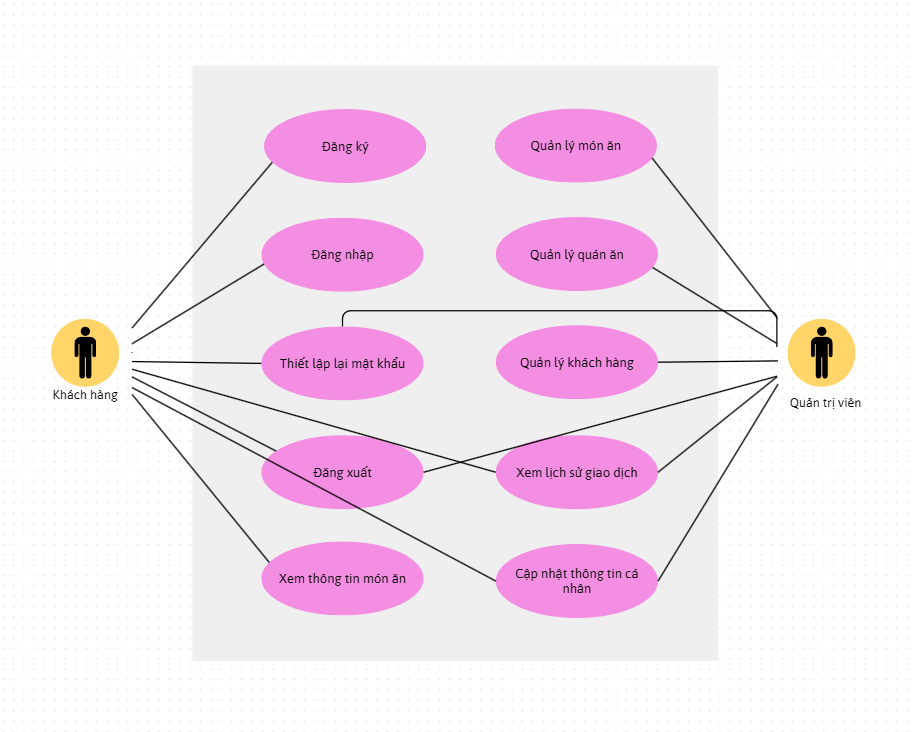 Đăng ký
Quản lý món ăn
Đăng nhập
Quản lý quán ăn
Thiết lập lại mật khẩu
Quản lý khách hàng
Khách hàng
Quản trị viên
Đăng xuất
Xem lịch sử giao dịch
Xem thông tin món ăn
Cập nhật thông tin cá
nhân